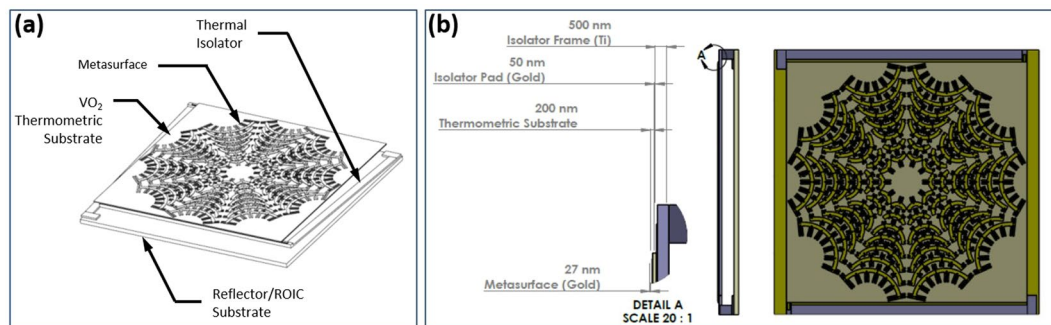 (a)
Thermal
Isolator
Metasurface
VO₂
Thermometric
Substrate
Reflector/ROIC
Substrate
(b)
500 nm
Isolator Frame (Ti)
A
50 nm
Isolator Pad (Gold)
200 nm
Thermometric Substrate
27 nm
Metasurface (Gold)
DETAIL A
SCALE 20 : 1